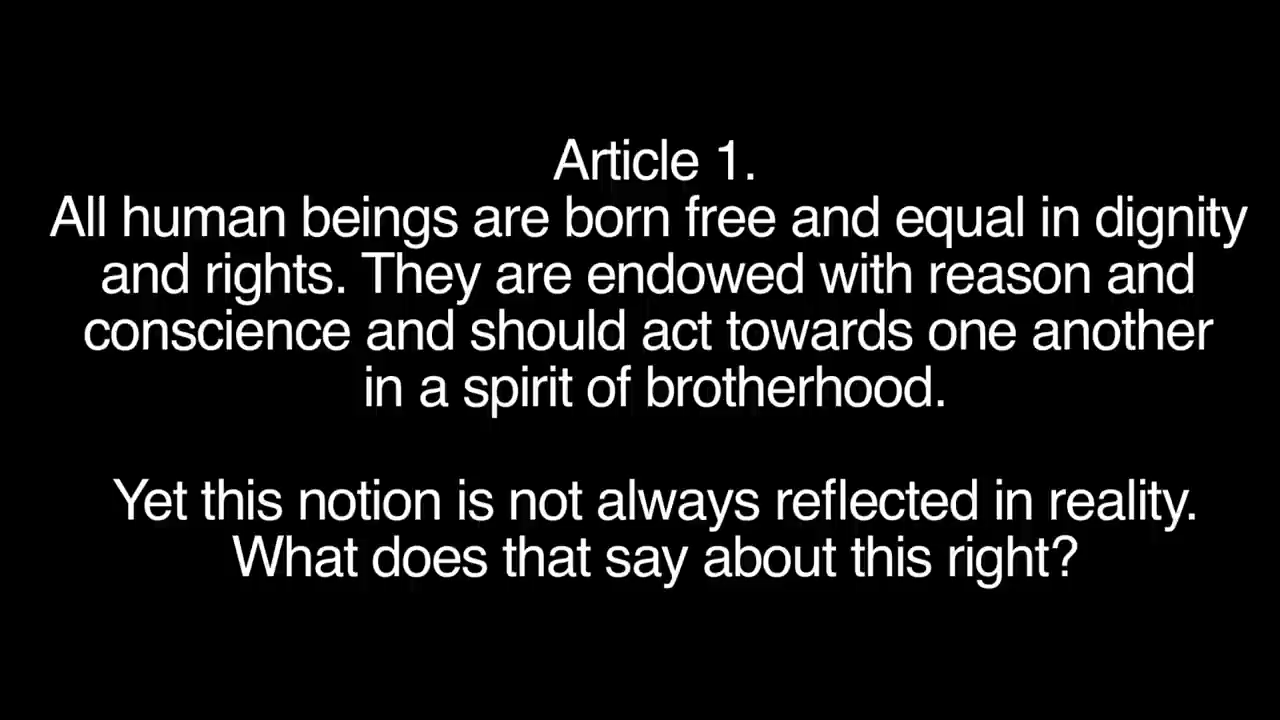 Article 1.
All human beings are born free and equal in dignity
and rights. They are endowed with reason and
conscience and should act towards one another
in a spirit of brotherhood.
Yet this notion is not always reflected in reality.
What does that say about this right?